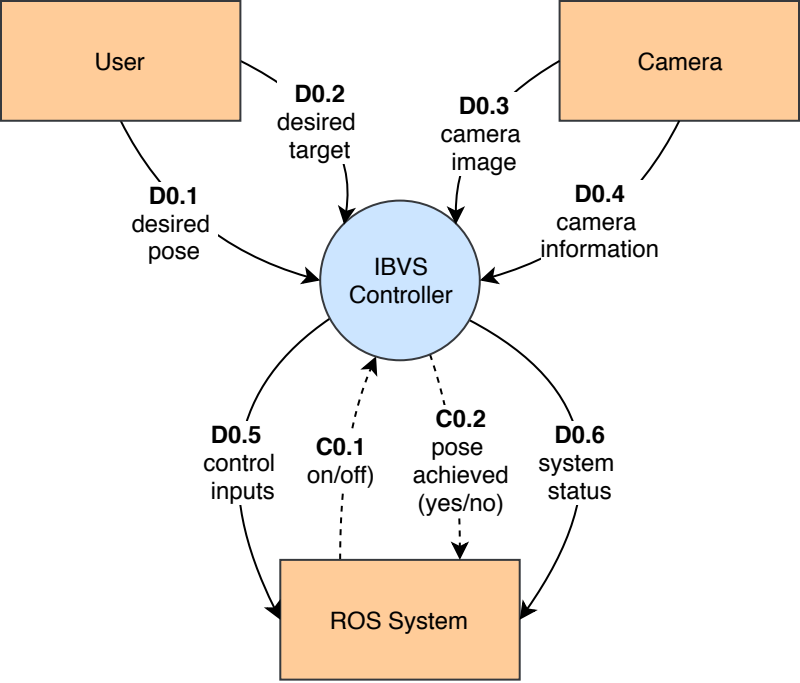 User
Camera
D0.2
desired
target
D0.3
camera
image
D0.1
desired
pose
D0.4
camera
information
IBVS
Controller
D0.5
control
inputs
C0.1
on/off)
C0.2
pose
achieved
(yes/no)
D0.6
system
status
ROS System